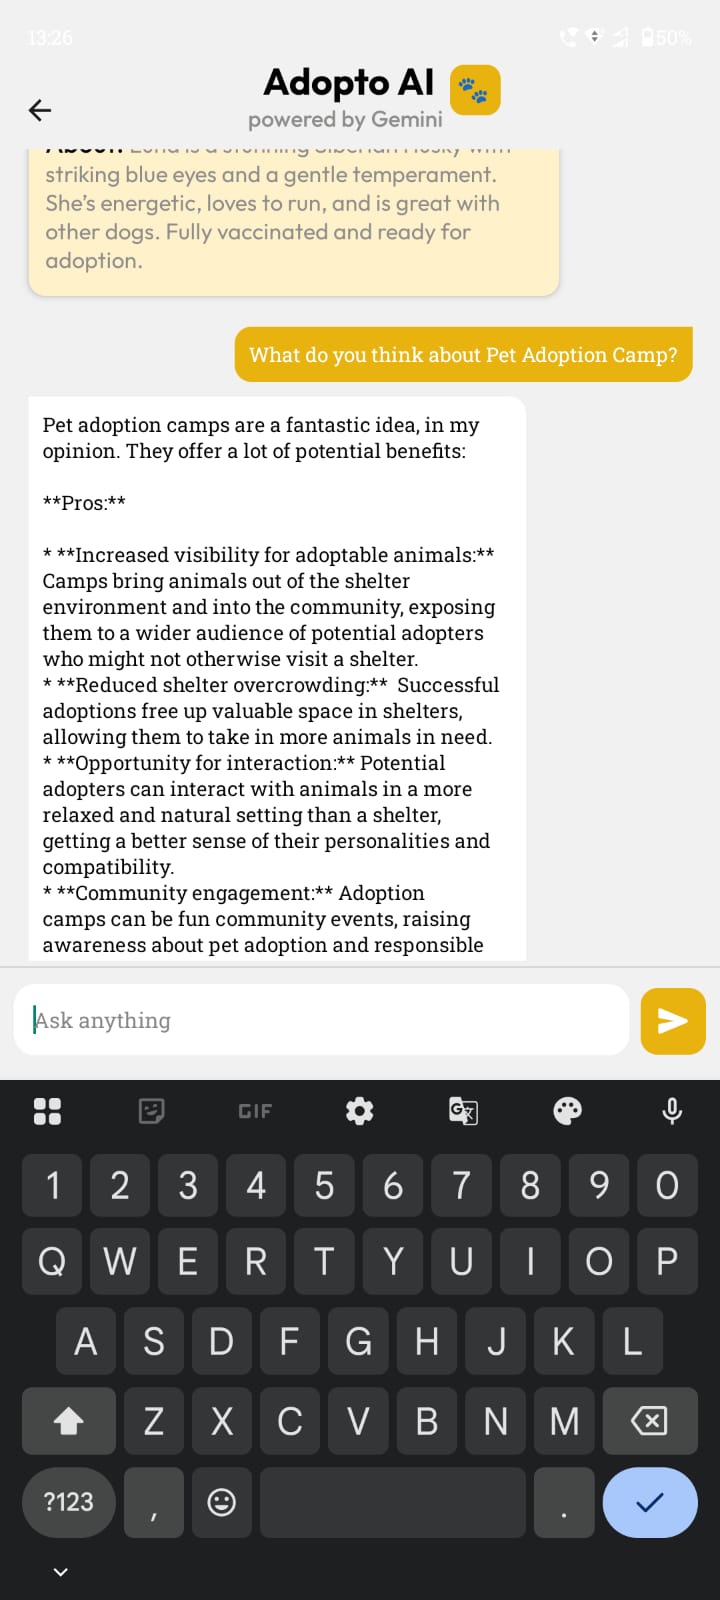 13:26
50%
Adopto AI
powered by Gemini
About: Luna is a stunning Siberian Husky with
striking blue eyes and a gentle temperament.
She's energetic, loves to run, and is great with
other dogs. Fully vaccinated and ready for
adoption.
What do you think about Pet Adoption Camp?
Pet adoption camps are a fantastic idea, in my
opinion. They offer a lot of potential benefits:
**Pros:**
* **Increased visibility for adoptable animals:**
Camps bring animals out of the shelter
environment and into the community, exposing
them to a wider audience of potential adopters
who might not otherwise visit a shelter.
* **Reduced shelter overcrowding:**  Successful
adoptions free up valuable space in shelters,
allowing them to take in more animals in need.
* **Opportunity for interaction:** Potential
adopters can interact with animals in a more
relaxed and natural setting than a shelter,
getting a better sense of their personalities and
compatibility.
* **Community engagement:** Adoption
camps can be fun community events, raising
awareness about pet adoption and responsible
Ask anything
GIF
G
1 2 3 4 5 6 7 8 9 0
Q W E R T Y U I O P
A S D F G H J K L
Z X C V B N M
?123 , .